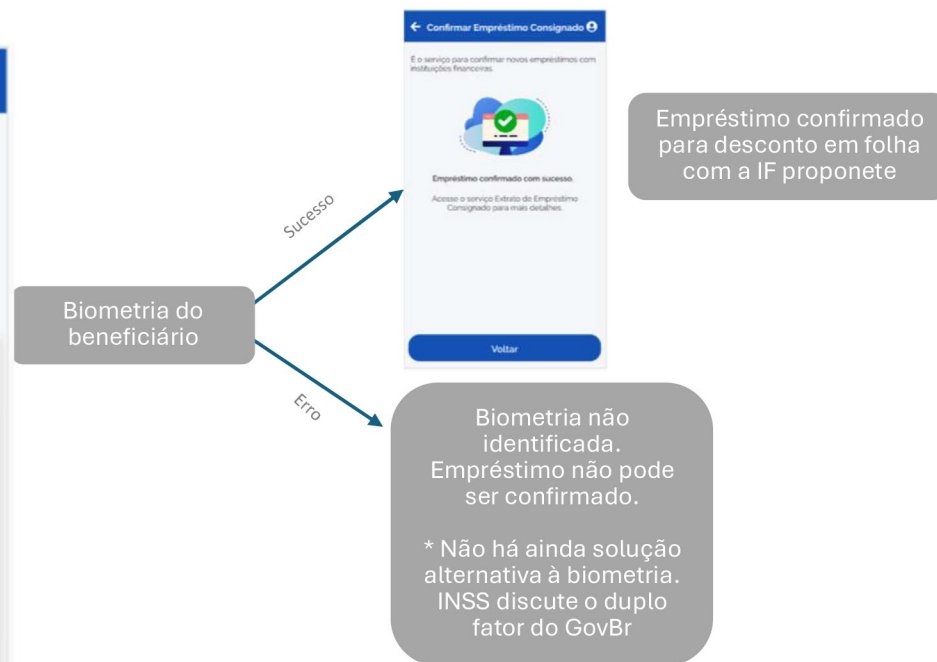 Confirmar Empréstimo Consignado
É o serviço para confirmar novos empréstimos com
instituições financeiras.
Empréstimo confirmado com sucesso.
Acesse o serviço Extrato de Empréstimo
Consignado para mais detalhes.
Voltar
Empréstimo confirmado
para desconto em folha
com a IF proponete
Sucesso
Biometria do
beneficiário
Erro
Biometria não
identificada.
Empréstimo não pode
ser confirmado.
* Não há ainda solução
alternativa à biometria.
INSS discute o duplo
fator do GovBr